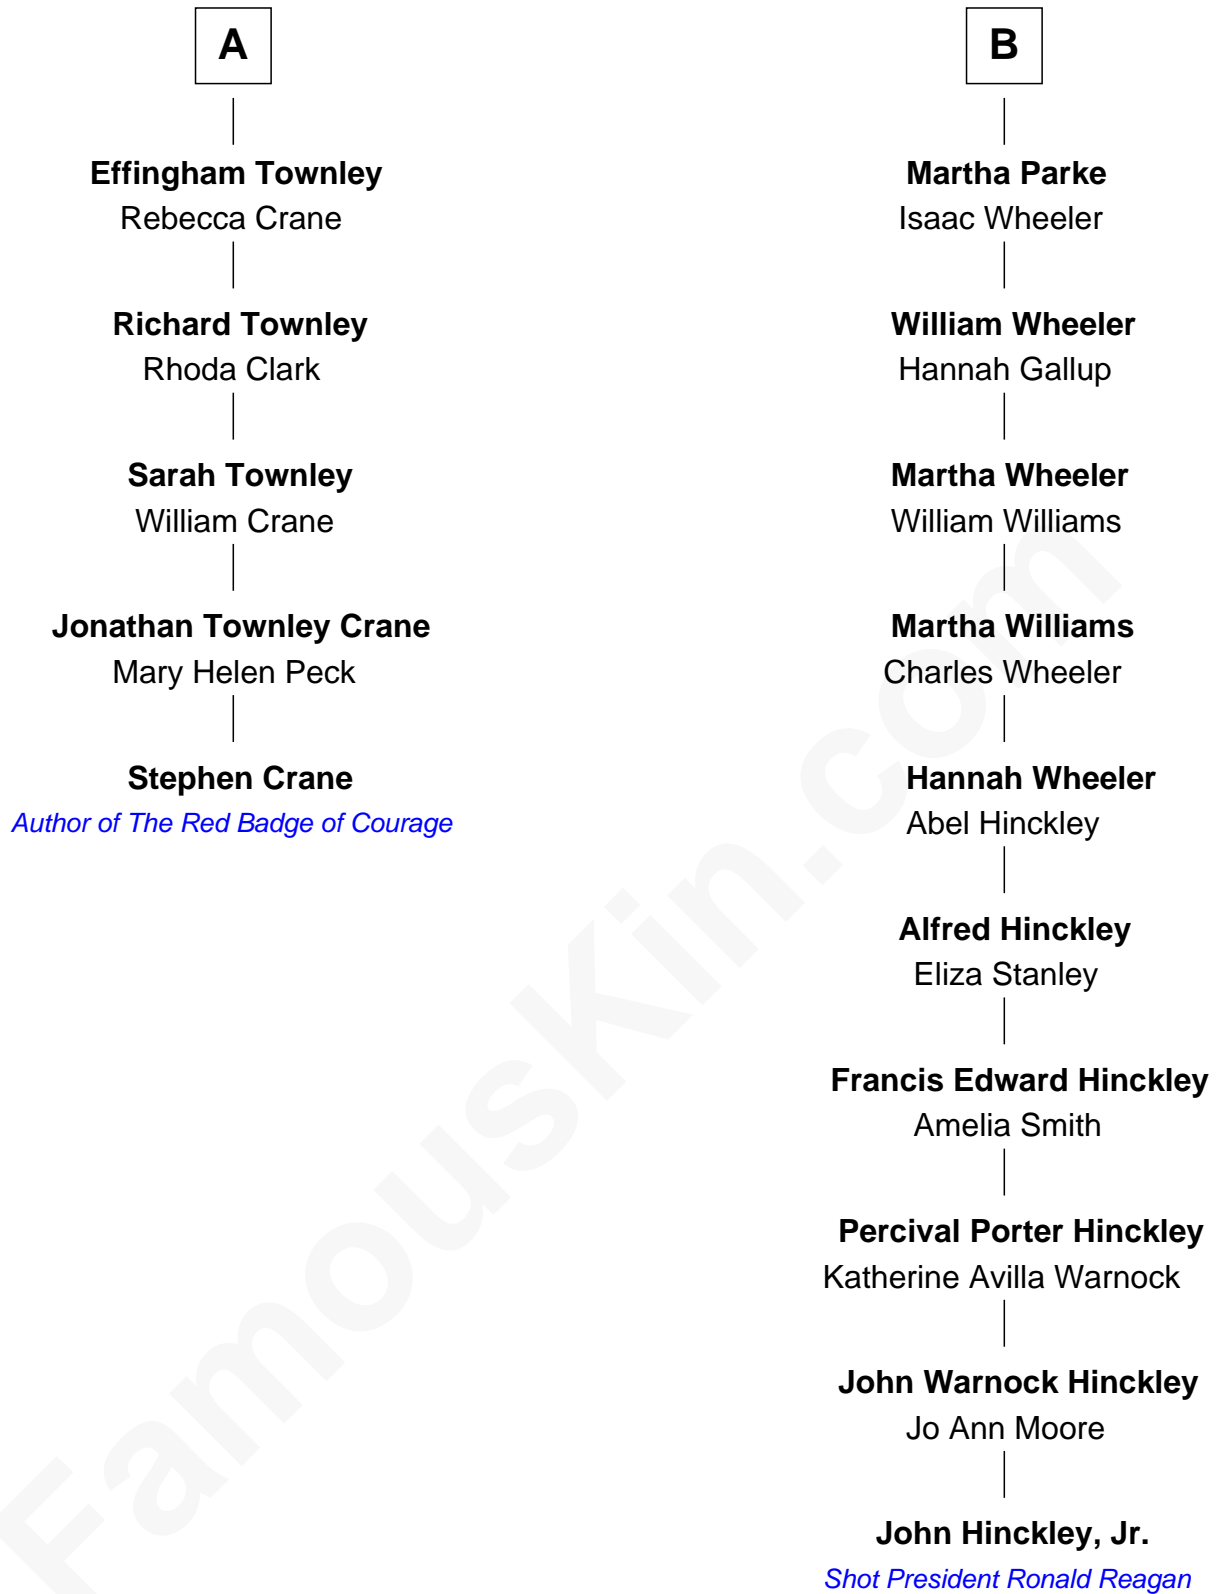 A
Effingham Townley
Rebecca Crane
Richard Townley
Rhoda Clark
Sarah Townley
William Crane
Jonathan Townley Crane
Mary Helen Peck
Stephen Crane
Author of The Red Badge of Courage
B
Martha Parke
Isaac Wheeler
William Wheeler
Hannah Gallup
Martha Wheeler
William Williams
Martha Williams
Charles Wheeler
Hannah Wheeler
Abel Hinckley
Alfred Hinckley
Eliza Stanley
Francis Edward Hinckley
Amelia Smith
Percival Porter Hinckley
Katherine Avilla Warnock
John Warnock Hinckley
Jo Ann Moore
John Hinckley, Jr.
Shot President Ronald Reagan
FamousKin.com